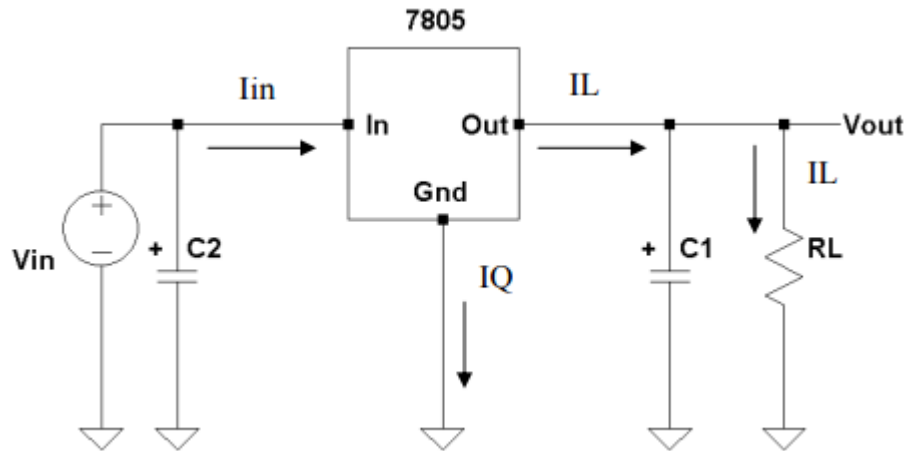 7805
Iin
IL
In
Out
Vout
Gnd
IL
+
Vin
+
C2
+
C1
RL
IQ